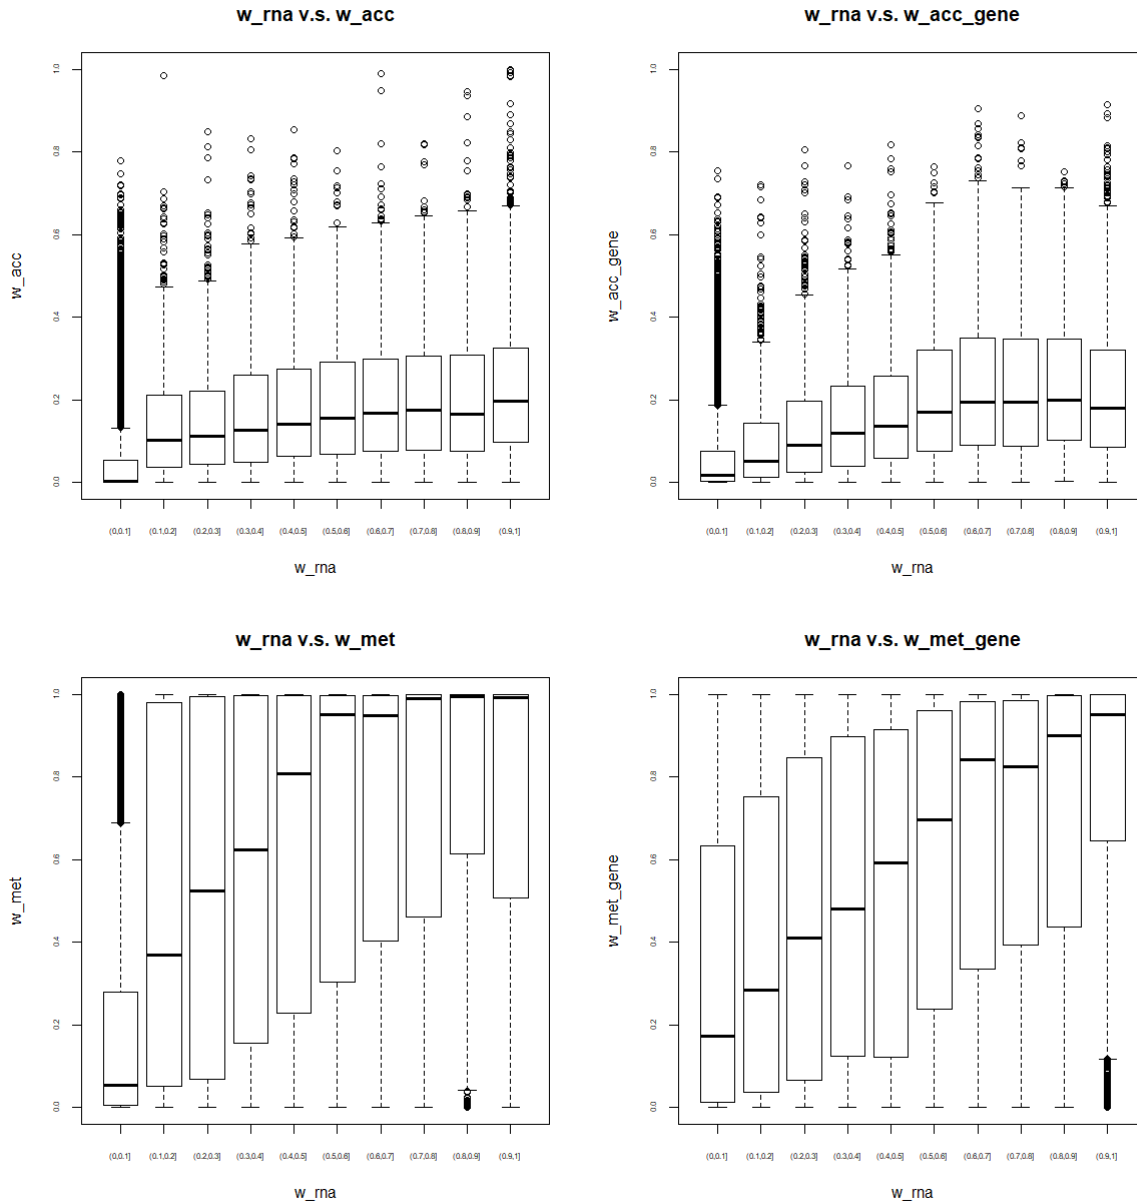 w_rna v.s. w_acc
w_acc
1.0
0.8
0.6
0.4
0.2
0.0
(0,0.1] (0.1,0.2] (0.2,0.3] (0.3,0.4] (0.4,0.5] (0.5,0.6] (0.6,0.7] (0.7,0.8] (0.8,0.9] (0.9,1]
w_rna
w_rna v.s. w_acc_gene
w_acc_gene
1.0
0.8
0.6
0.4
0.2
0.0
(0,0.1] (0.1,0.2] (0.2,0.3] (0.3,0.4] (0.4,0.5] (0.5,0.6] (0.6,0.7] (0.7,0.8] (0.8,0.9] (0.9,1]
w_rna
w_rna v.s. w_met
w_met
1.0
0.8
0.6
0.4
0.2
0.0
(0,0.1] (0.1,0.2] (0.2,0.3] (0.3,0.4] (0.4,0.5] (0.5,0.6] (0.6,0.7] (0.7,0.8] (0.8,0.9] (0.9,1]
w_rna
w_rna v.s. w_met_gene
w_met_gene
1.0
0.8
0.6
0.4
0.2
0.0
(0,0.1] (0.1,0.2] (0.2,0.3] (0.3,0.4] (0.4,0.5] (0.5,0.6] (0.6,0.7] (0.7,0.8] (0.8,0.9] (0.9,1]
w_rna